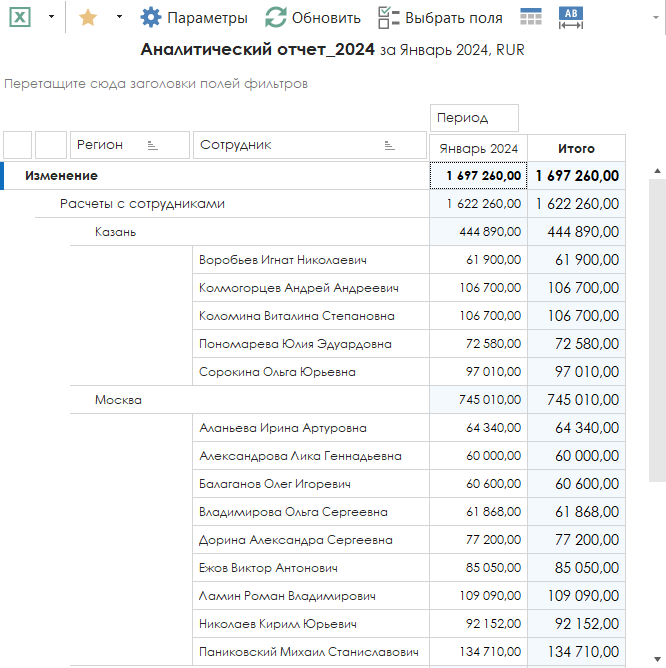 Параметры Обновить Выбрать поля AB
Аналитический отчет_2024 за Январь 2024, RUR
Перетащите сюда заголовки полей фильтров
Период
Регион Сотрудник Январь 2024 Итого
Изменение 1 697 260,00 1 697 260,00
Расчеты с сотрудниками 1 622 260,00 1 622 260,00
Казань 444 890,00 444 890,00
Воробьев Игнат Николаевич 61 900,00 61 900,00
Колмогорцев Андрей Андреевич 106 700,00 106 700,00
Коломина Виталина Степановна 106 700,00 106 700,00
Пономарева Юлия Эдуардовна 72 580,00 72 580,00
Сорокина Ольга Юрьевна 97 010,00 97 010,00
Москва 745 010,00 745 010,00
Аланьева Ирина Артуровна 64 340,00 64 340,00
Александрова Лика Геннадьевна 60 000,00 60 000,00
Балаганов Олег Игоревич 60 600,00 60 600,00
Владимирова Ольга Сергеевна 61 868,00 61 868,00
Дорина Александра Сергеевна 77 200,00 77 200,00
Ежов Виктор Антонович 85 050,00 85 050,00
Ламин Роман Владимирович 109 090,00 109 090,00
Николаев Кирилл Юрьевич 92 152,00 92 152,00
Паниковский Михаил Станиславович 134 710,00 134 710,00